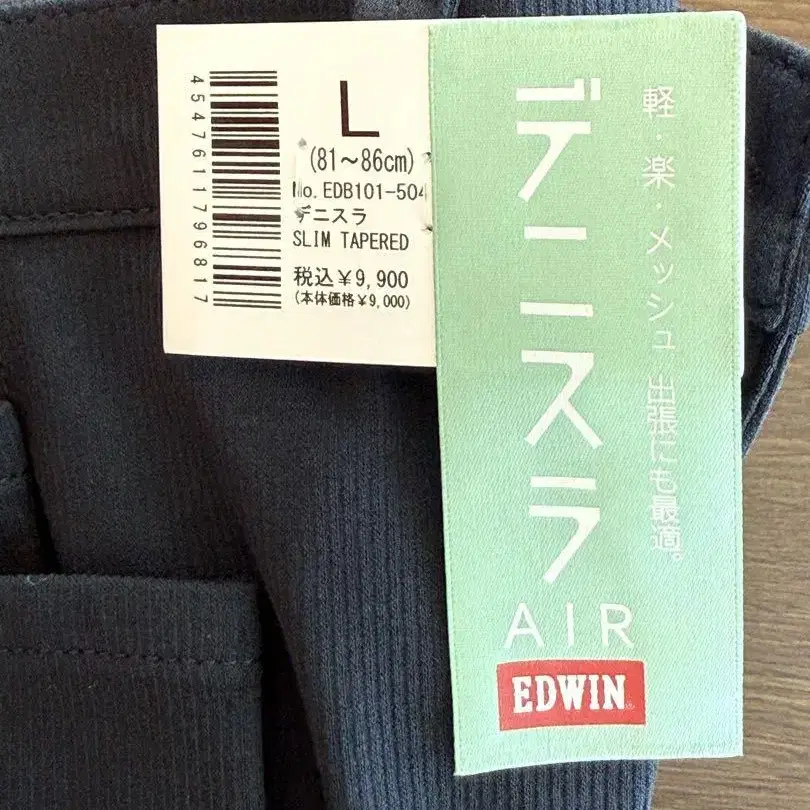 4547611796817
L
(81～86cm)
No.EDB101-504
デニスラ
SLIM TAPERED
税込￥9,900
(本体価格￥9,000)
軽・楽・メッシュ 出張にも最適。
デニスラ
AIR
EDWIN